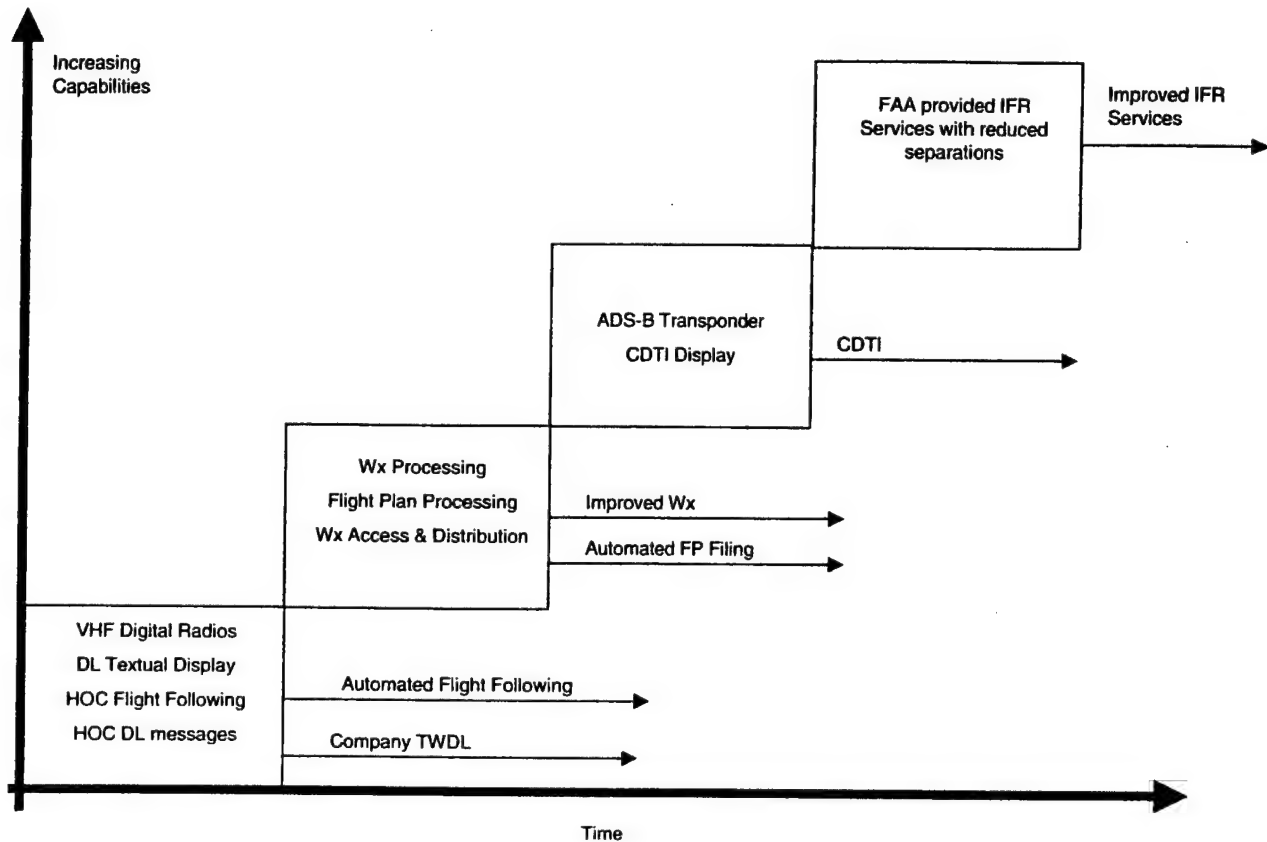 Increasing
Capabilities
FAA provided IFR
Services with reduced
separations
Improved IFR
Services
ADS-B Transponder
CDTI Display
CDTI
Wx Processing
Flight Plan Processing
Wx Access & Distribution
Improved Wx
Automated FP Filing
VHF Digital Radios
DL Textual Display
HOC Flight Following
HOC DL messages
Automated Flight Following
Company TWDL
Time